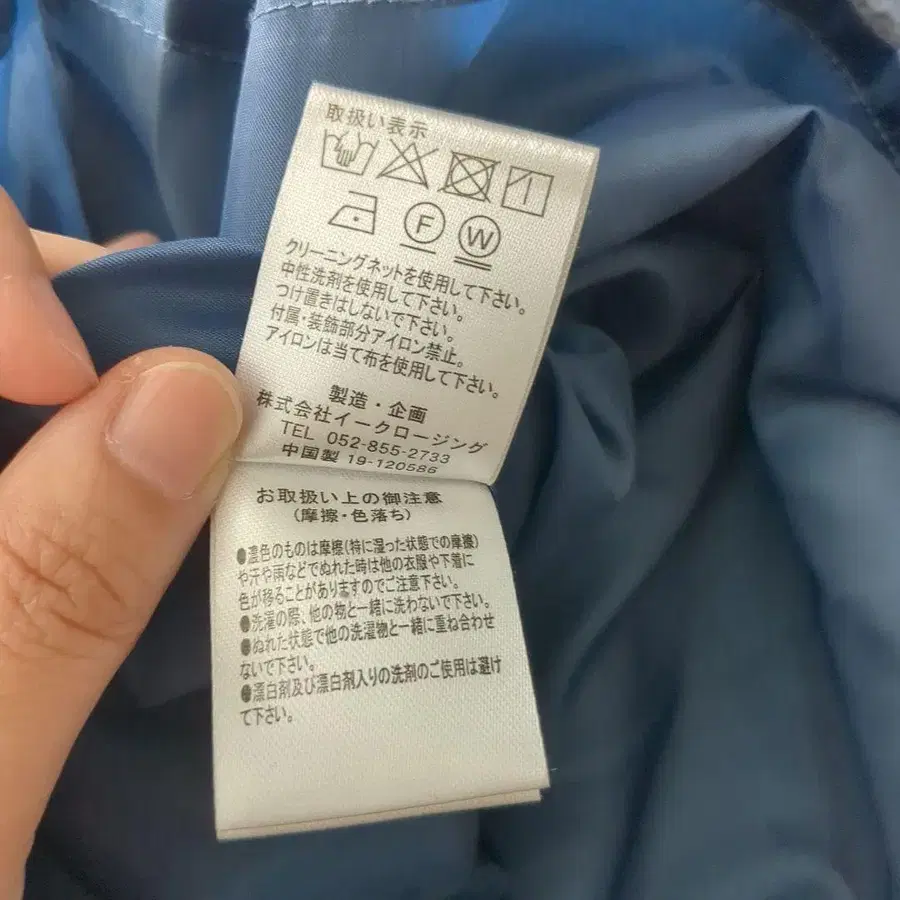 取扱い表示
F W
クリーニングネットを使用して下さい。
中性洗剤を使用して下さい。
つけ置きはしないで下さい。
付属・装飾部分アイロン禁止。
アイロンは当て布を使用して下さい。
製造・企画
株式会社イークロージング
TEL 052-855-2733
中国製 19-120586
お取扱い上の御注意
(摩擦・色落ち)
●濃色のものは摩擦(特に湿った状態での摩擦)
や汗や雨などでぬれた時は他の衣服や下着に
色が移ることがありますのでご注意下さい。
●洗濯の際、他の物と一緒に洗わないで下さい。
●ぬれた状態で他の洗濯物と一緒に重ね合わせ
ないで下さい。
●漂白剤及び漂白剤入りの洗剤のご使用は避け
て下さい。